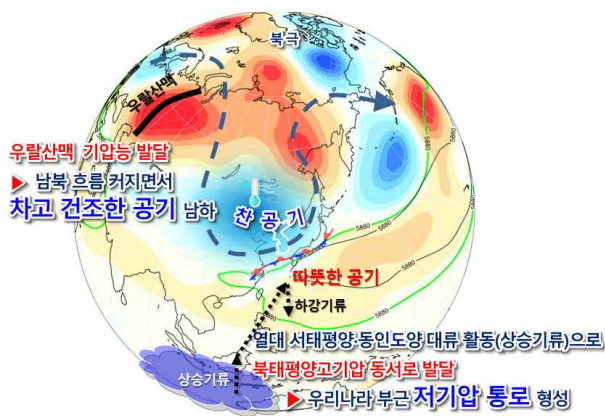 북극
우랄산맥
우랄산맥 기압능 발달
▶ 남북 흐름 커지면서
차고 건조한 공기 남하
찬 공기
5880
5880
5880
5880
5880
따뜻한 공기
하강기류
열대 서태평양·동인도양 대류 활동(상승기류)으로
상승기류
북태평양고기압 동서로 발달
▶ 우리나라 부근 저기압 통로 형성